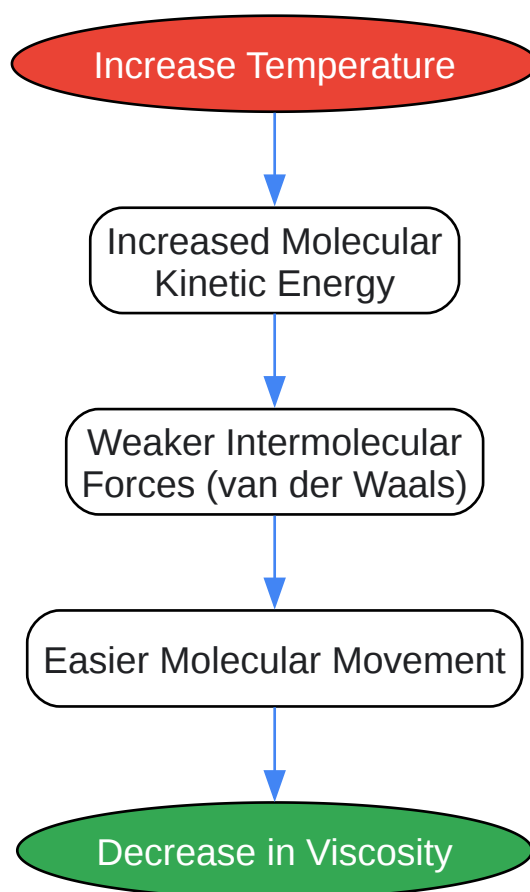 Increase Temperature
Increased Molecular
Kinetic Energy
Weaker Intermolecular
Forces (van der Waals)
Easier Molecular Movement
Decrease in Viscosity